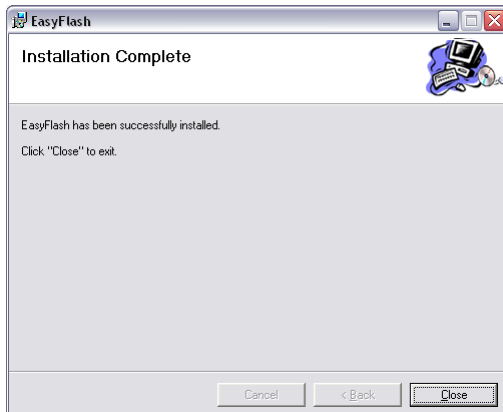 EasyFlash
Installation Complete
EasyFlash has been successfully installed.
Click "Close" to exit.
Cancel
< Back
Close